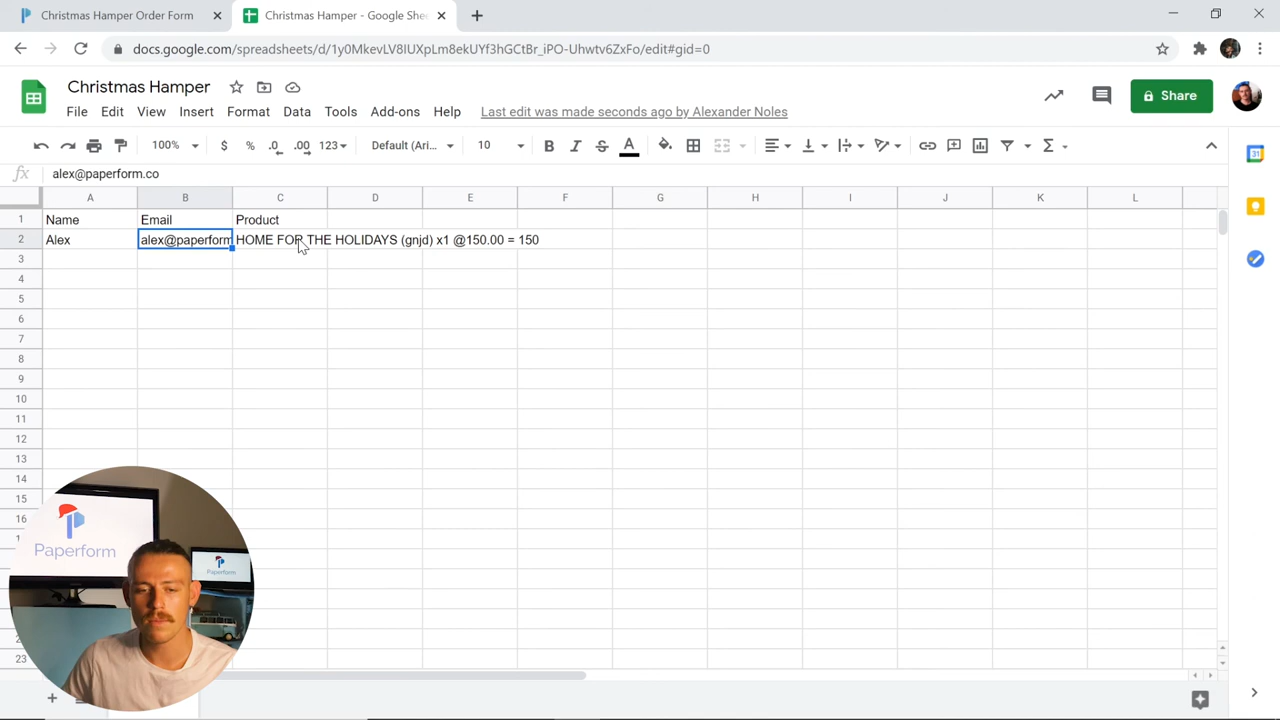 Christmas Hamper Order Form
Christmas Hamper - Google She
docs.google.com/spreadsheets/d/1y0MkevLV8IUXpLm8ekUYf3hGCtBr_iPO-Uhwtv6ZxFo/edit#gid=0
Christmas Hamper
File Edit View Insert Format Data Tools Add-ons Help Last edit was made seconds ago by Alexander Noles
Share
100% $ % .0 .00 123 Default (Ari... 10 B I S A
fx alex@paperform.co
A B C D E F G H I J K L
1 Name Email Product
2 Alex alex@paperform HOME FOR THE HOLIDAYS (gnjd) x1 @150.00 = 150
3
4
5
6
7
8
9
10
11
12
13
14
15
16
23
Paperform
Paperform